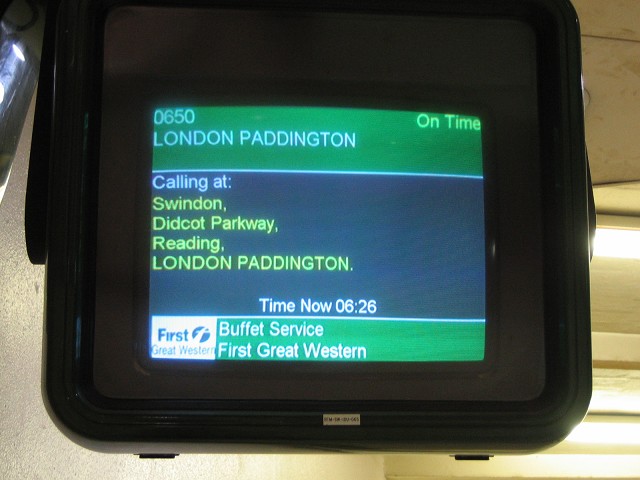 0650 On Time
LONDON PADDINGTON
Calling at:
Swindon,
Didcot Parkway,
Reading,
LONDON PADDINGTON.
Time Now 06:26
First
Great Western
Buffet Service
First Great Western